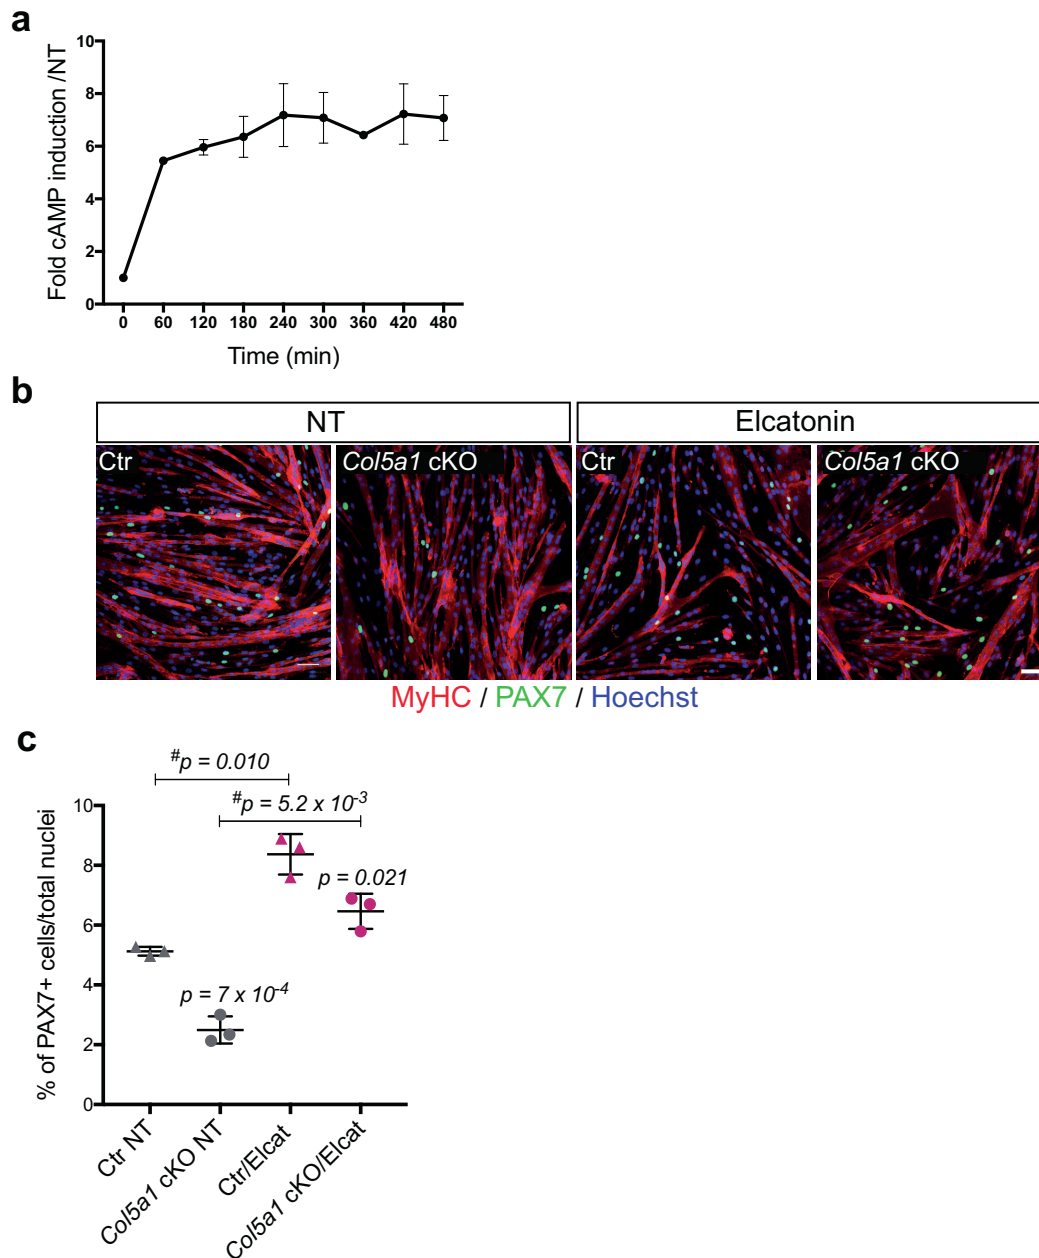 a
Fold cAMP induction /NT
10
8
6
4
2
0
0 60 120 180 240 300 360 420 480
Time (min)
b
NT Elcatonin
Ctr Col5a1 cKO Ctr Col5a1 cKO
MyHC / PAX7 / Hoechst
c
#p = 0.010
#p = 5.2 x 10-3
p = 0.021
p = 7 x 10-4
% of PAX7+ cells/total nuclei
10
8
6
4
2
0
Ctr NT
Col5a1 cKO NT
Ctr/Elcat
Col5a1 cKO/Elcat